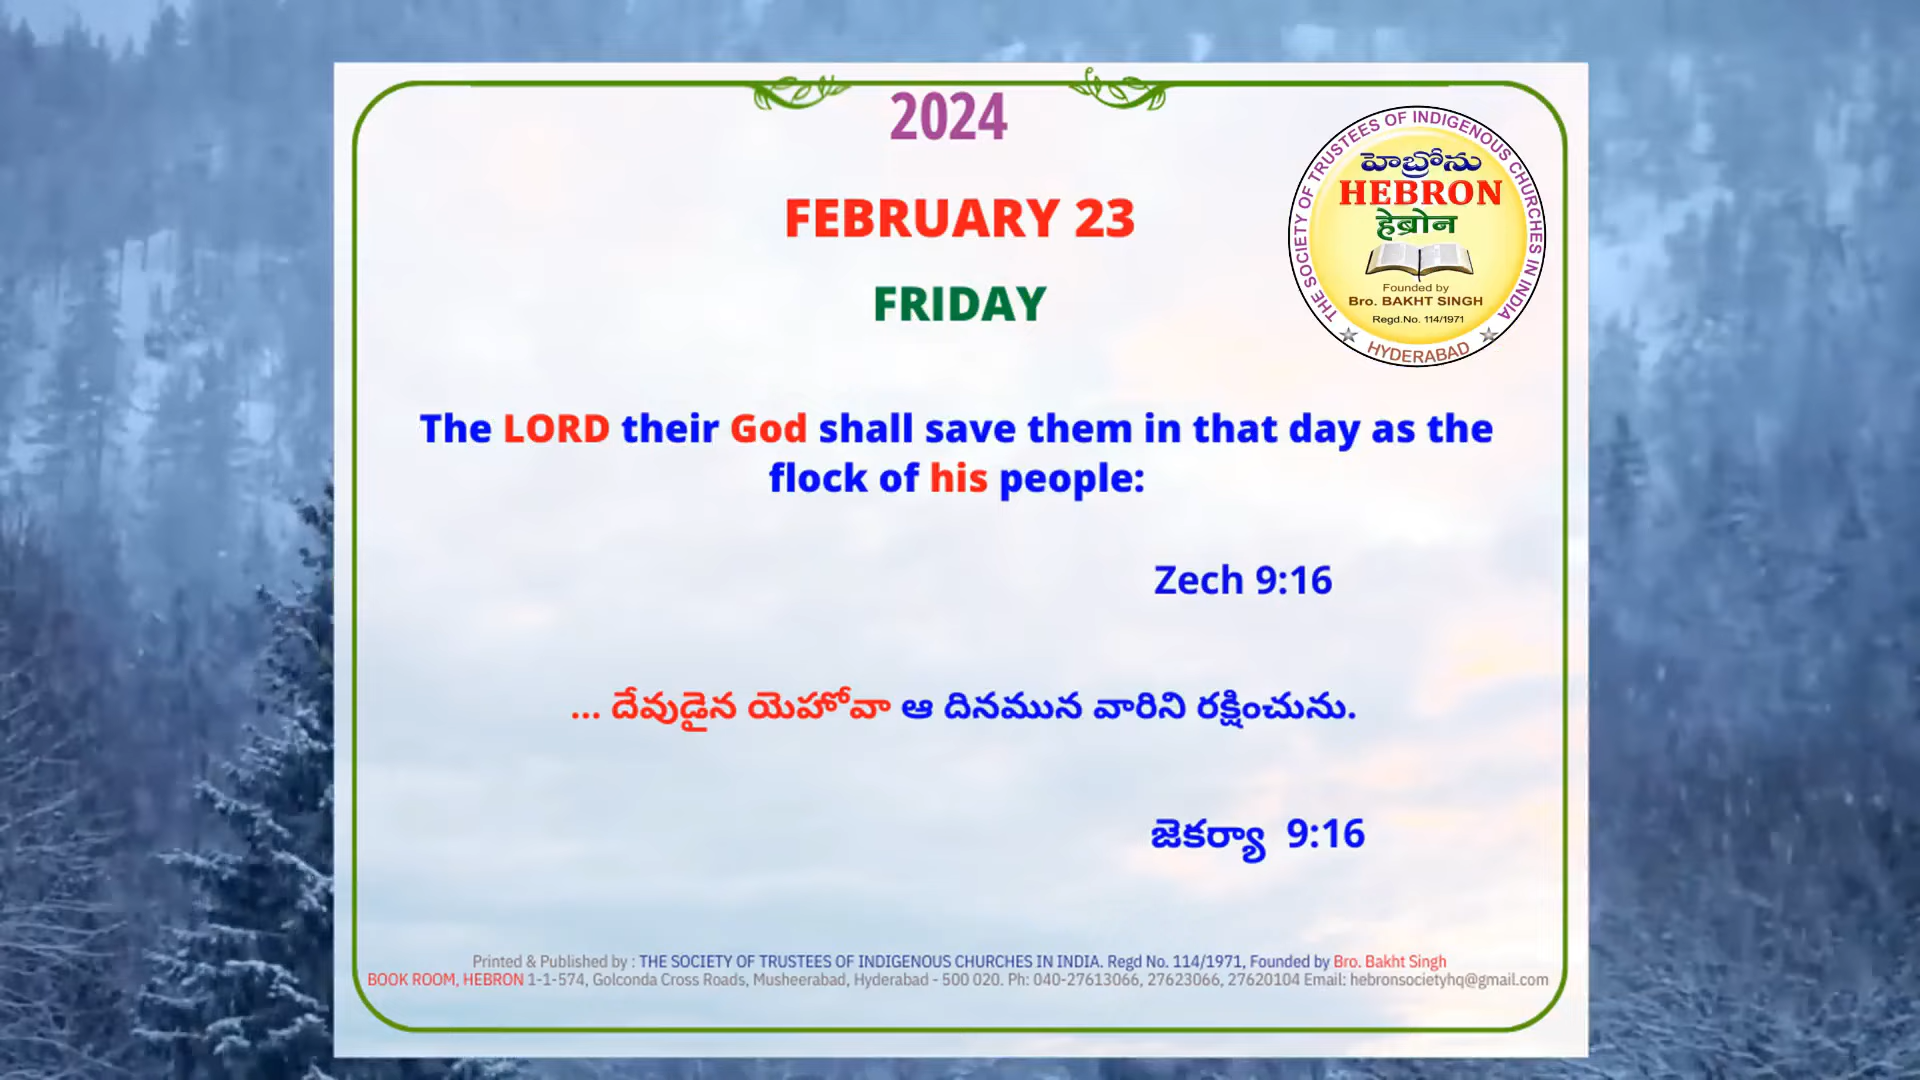 2024
THE SOCIETY OF TRUSTEES OF INDIGENOUS CHURCHES IN INDIA
హెబ్రోను
HEBRON
हेब्रोन
Founded by
Bro. BAKHT SINGH
Regd.No. 114/1971
HYDERABAD
FEBRUARY 23
FRIDAY
The LORD their God shall save them in that day as the
flock of his people:
Zech 9:16
... దేవుడైన యెహోవా ఆ దినమున వారిని రక్షించును.
జెకర్యా 9:16
Printed & Published by : THE SOCIETY OF TRUSTEES OF INDIGENOUS CHURCHES IN INDIA. Regd No. 114/1971, Founded by Bro. Bakht Singh
BOOK ROOM, HEBRON 1-1-574, Golconda Cross Roads, Musheerabad, Hyderabad - 500 020. Ph: 040-27613066, 27623066, 27620104 Email: hebronsocietyhq@gmail.com